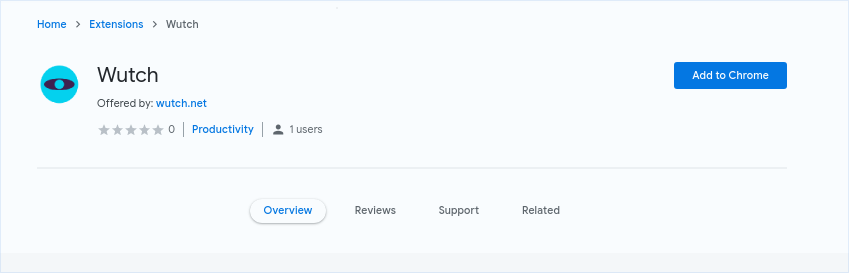 Home > Extensions > Wutch
Wutch
Add to Chrome
Offered by: wutch.net
0 | Productivity | 1 users
Overview Reviews Support Related